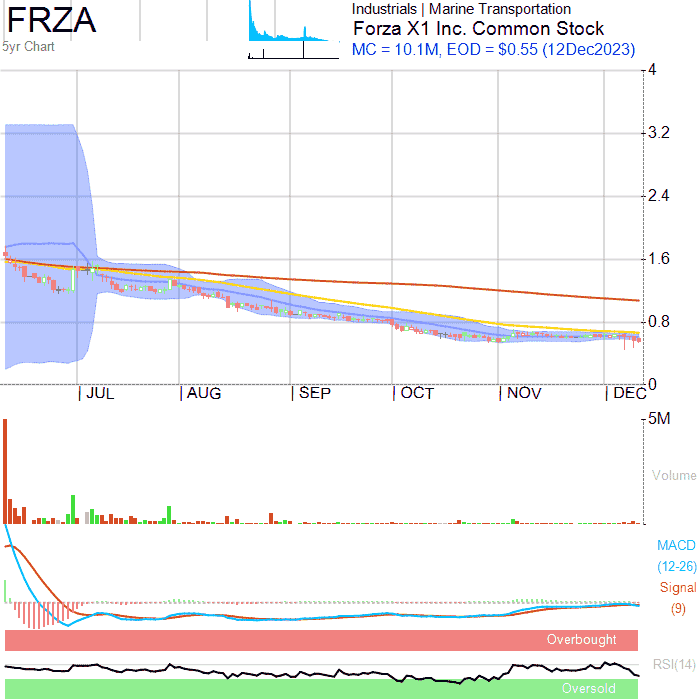 FRZA
5yr Chart
Industrials | Marine Transportation
Forza X1 Inc. Common Stock
MC = 10.1M, EOD = $0.55 (12Dec2023)
4
3.2
2.4
1.6
0.8
0
JUL AUG SEP OCT NOV DEC
5M
Volume
MACD
(12-26)
Signal
(9)
Overbought
RSI(14)
Oversold